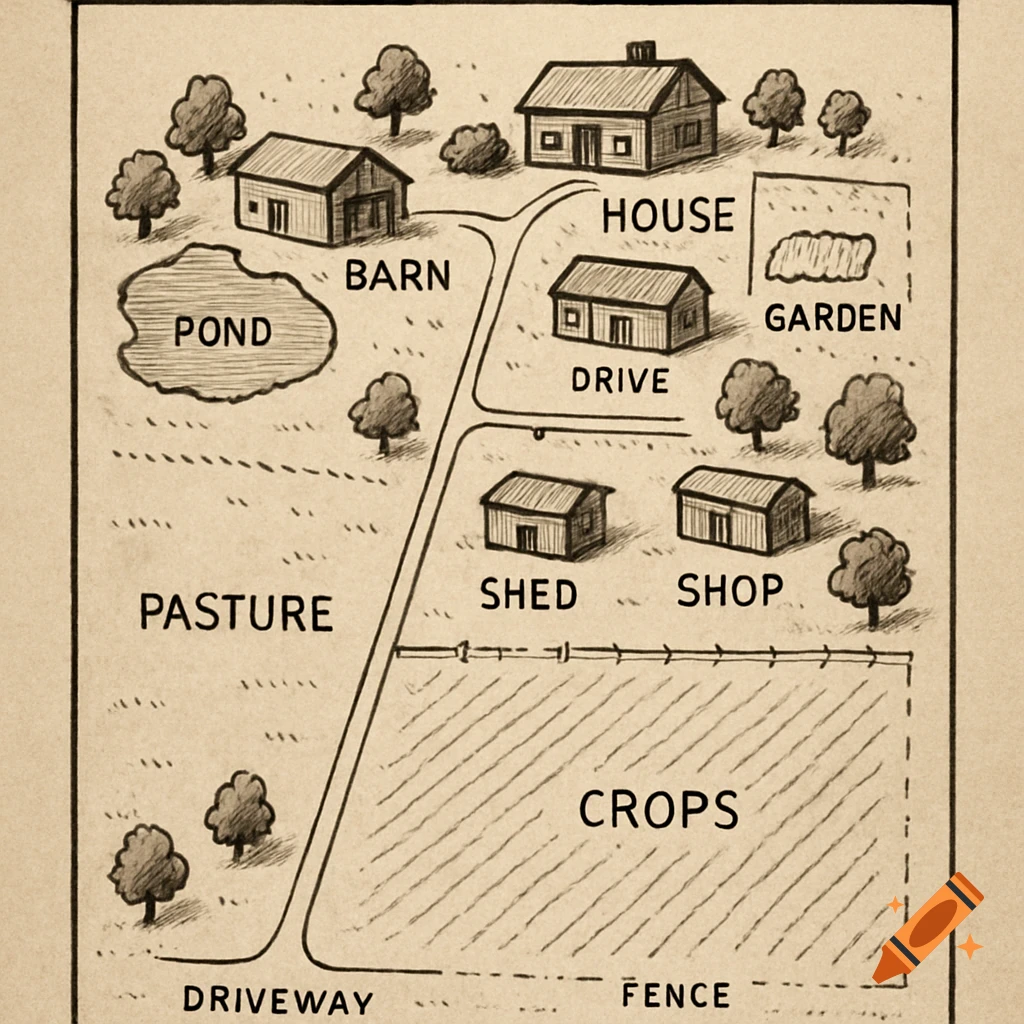 HOUSE
BARN
GARDEN
POND
DRIVE
SHED
SHOP
PASTURE
CROPS
DRIVEWAY
FENCE